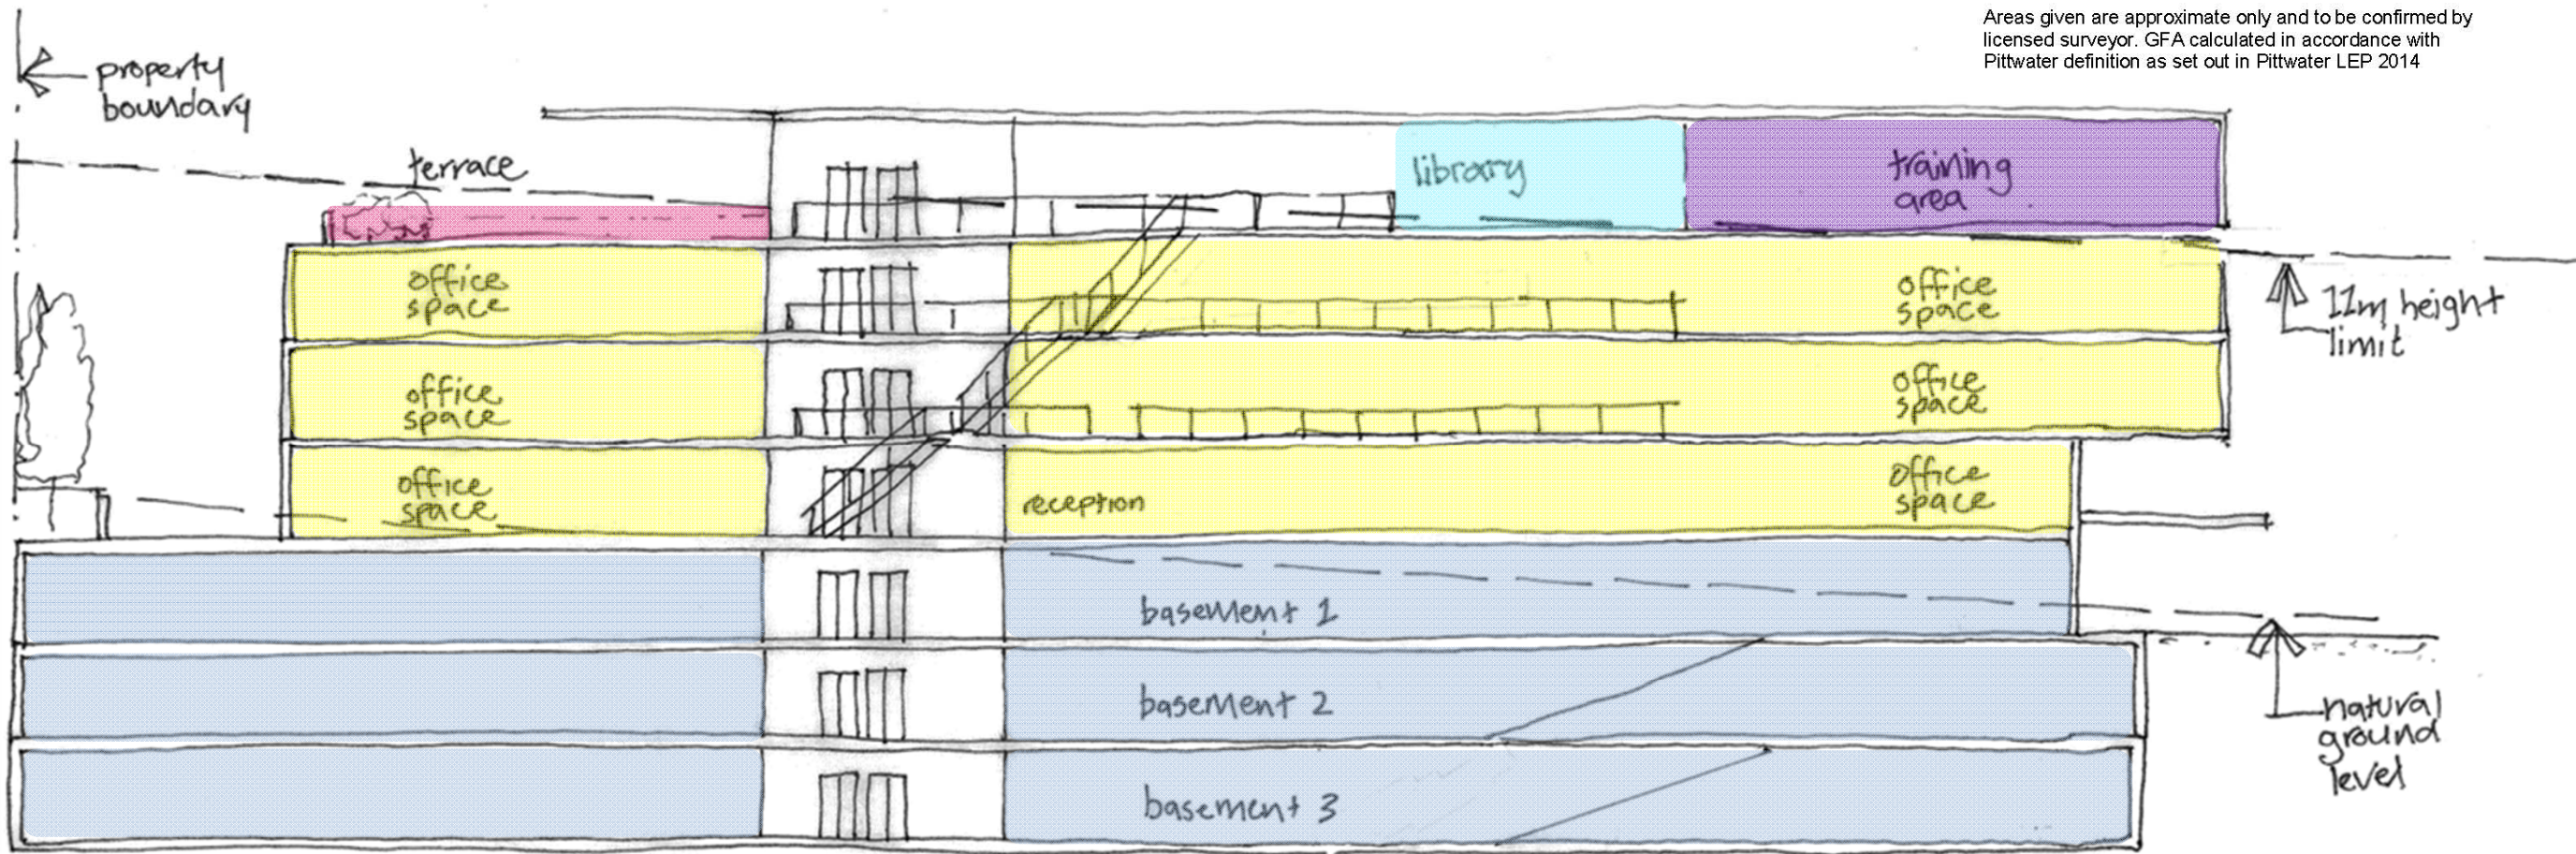 Areas given are approximate only and to be confirmed by
licensed surveyor. GFA calculated in accordance with
Pittwater definition as set out in Pittwater LEP 2014
property
boundary
terrace
library
training
area
office
space
office
space
11m height
limit
office
space
office
space
office
space
reception
office
space
basement 1
basement 2
natural
ground
level
basement 3